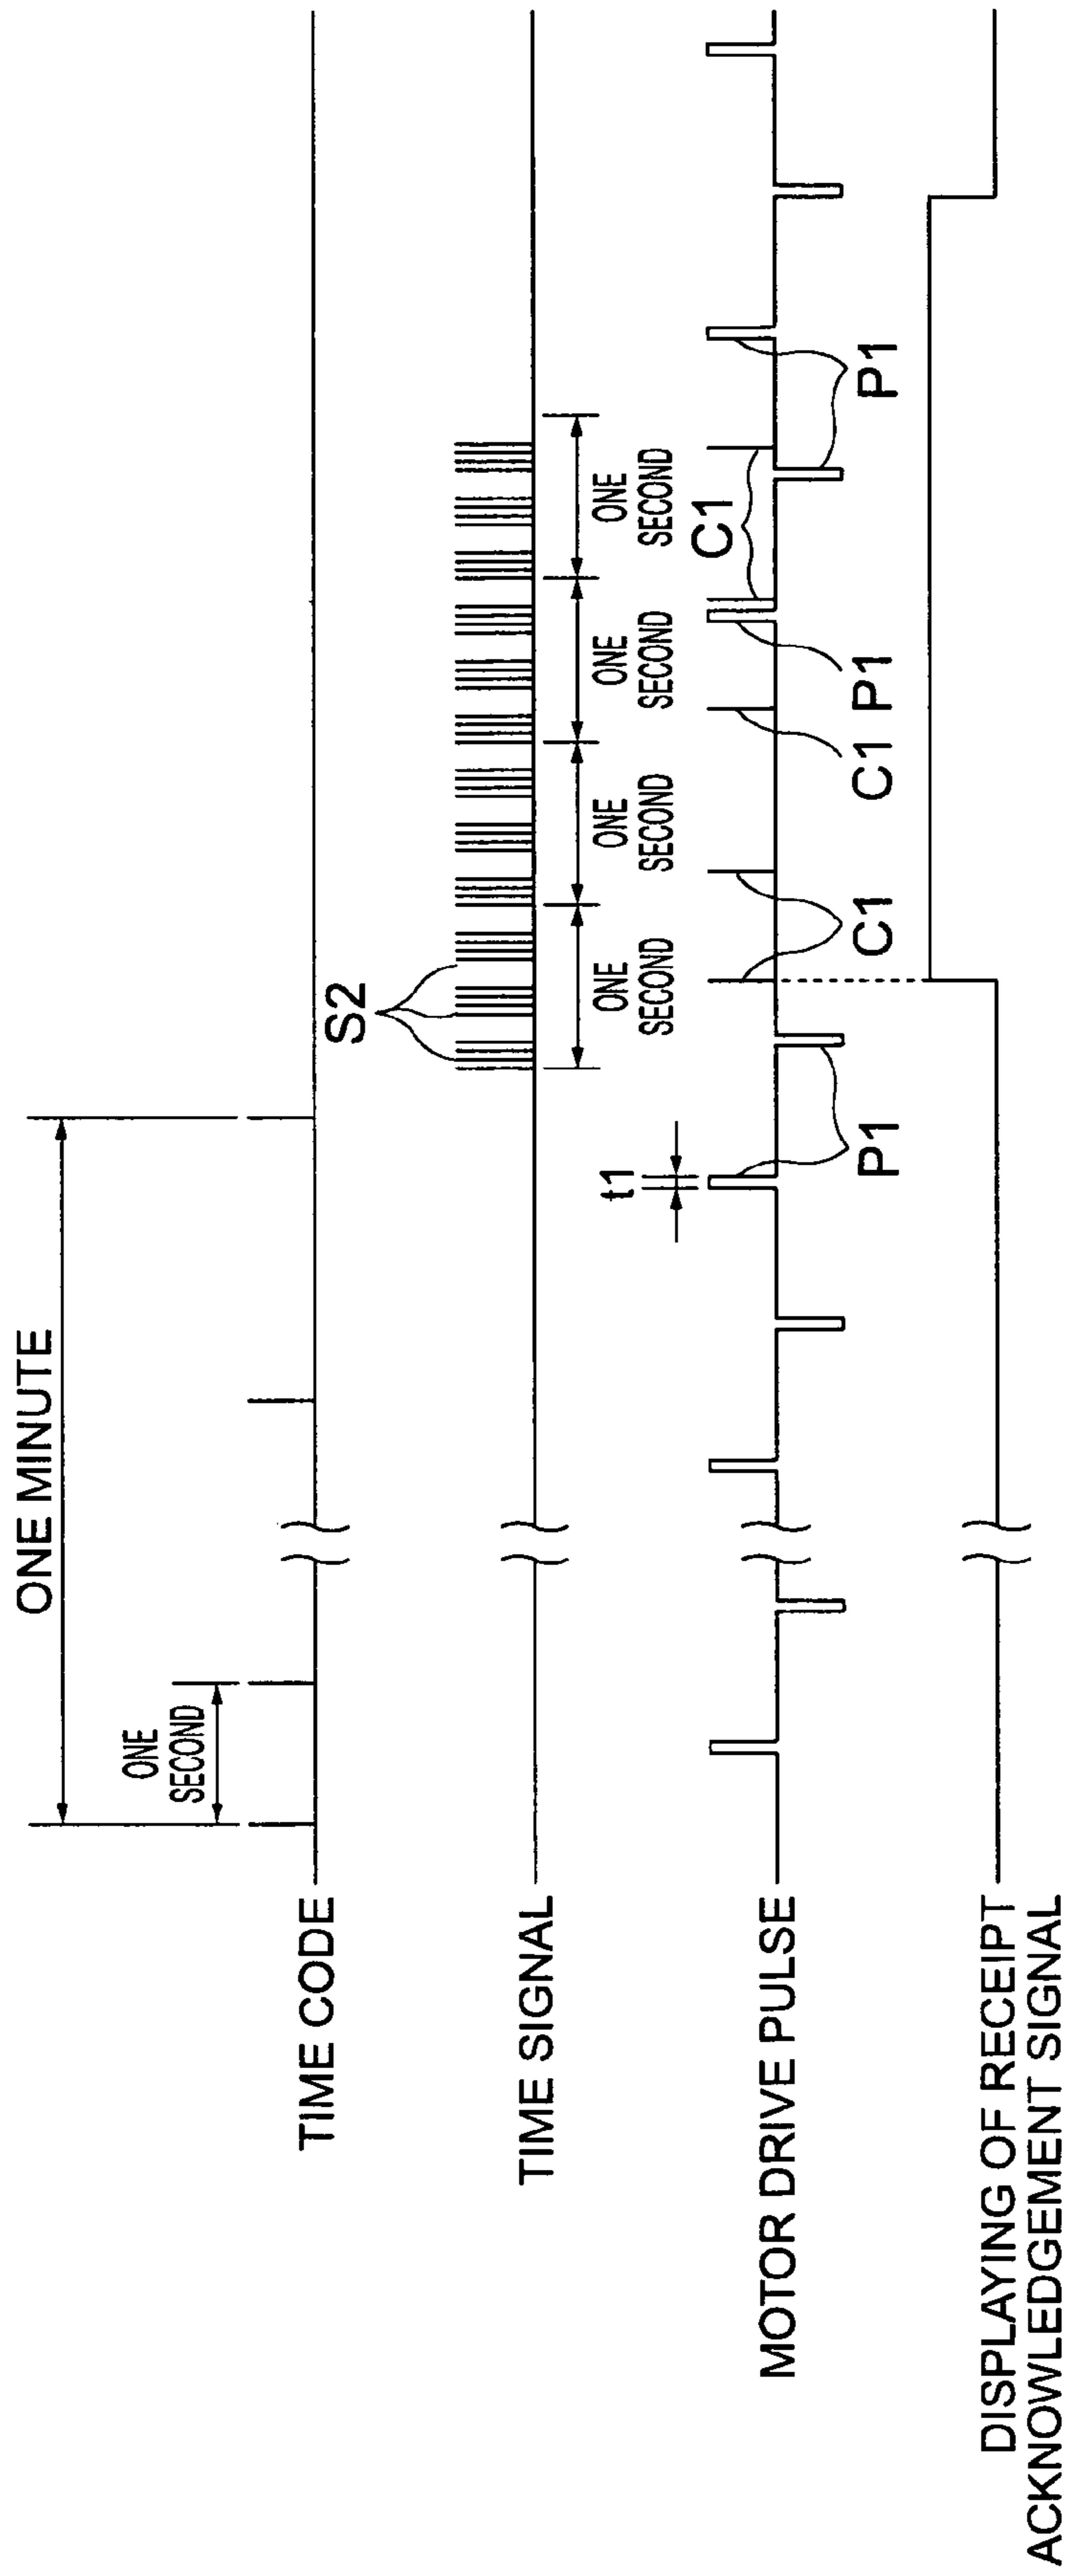 ONE MINUTE
ONE
SECOND
TIME CODE
S2
TIME SIGNAL
ONE
SECOND
ONE
SECOND
ONE
SECOND
ONE
SECOND
t1
C1
MOTOR DRIVE PULSE
P1
C1
C1
P1
P1
DISPLAYING OF RECEIPT
ACKNOWLEDGEMENT SIGNAL